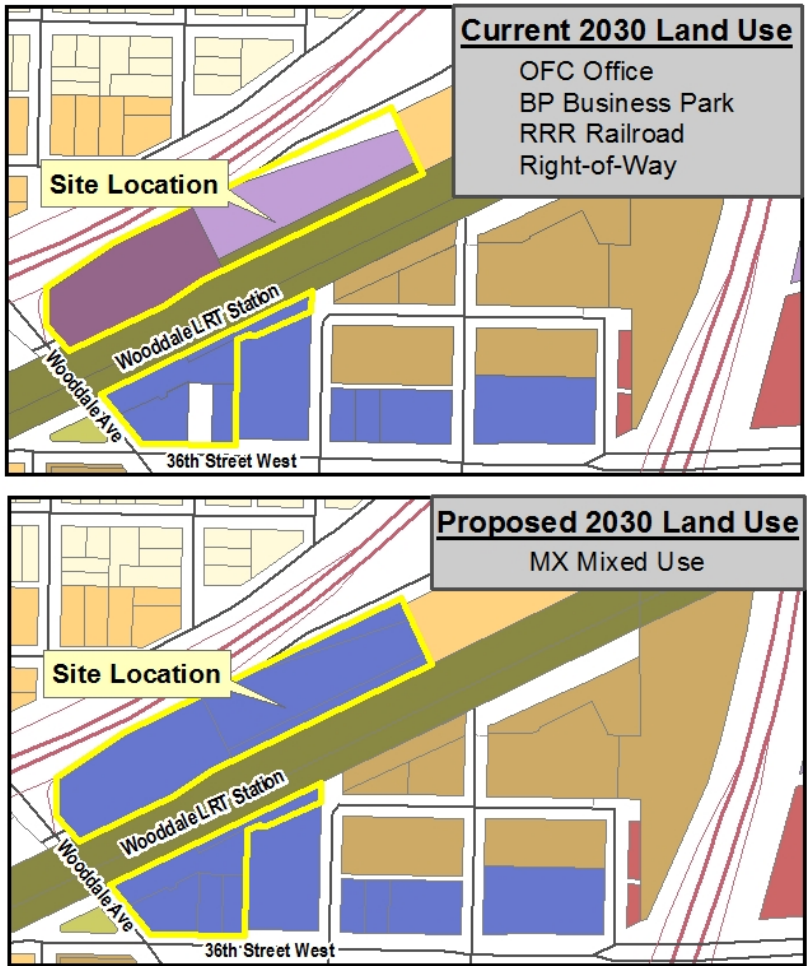 Current 2030 Land Use
OFC Office
BP Business Park
RRR Railroad
Right-of-Way
Site Location
Wooddale LRT Station
Wooddale Ave
36th Street West
Proposed 2030 Land Use
MX Mixed Use
Site Location
Wooddale LRT Station
Wooddale Ave
36th Street West